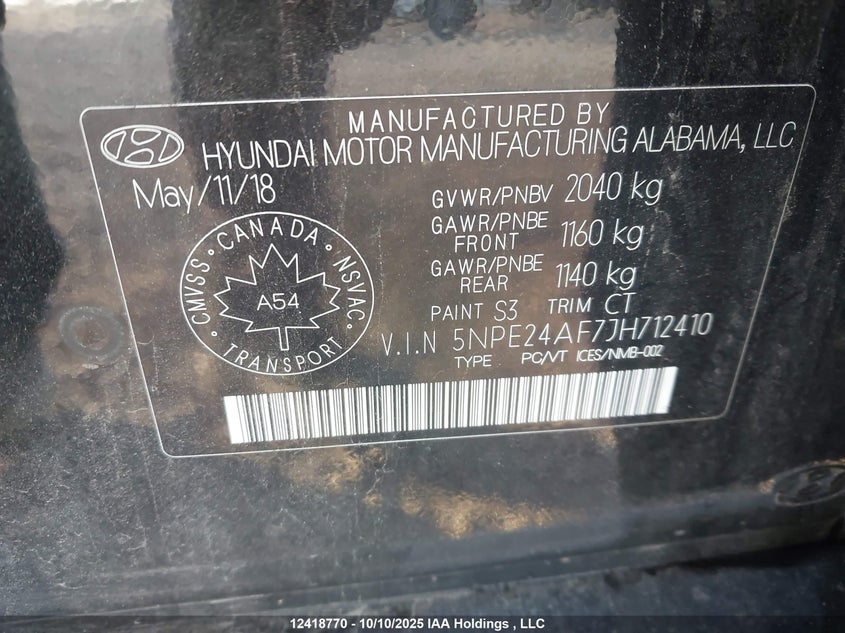 MANUFACTURED BY
HYUNDAI MOTOR MANUFACTURING ALABAMA, LLC
May/11/18
GVWR/PNBV 2040 kg
GAWR/PNBE FRONT 1160 kg
GAWR/PNBE REAR 1140 kg
PAINT S3 TRIM CT
V.I.N 5NPE24AF7JH712410
TYPE PC/VT ICES/NMB-002
CMVSS • CANADA • NSVAC •
A54
TRANSPORT
12418770 - 10/10/2025 IAA Holdings , LLC